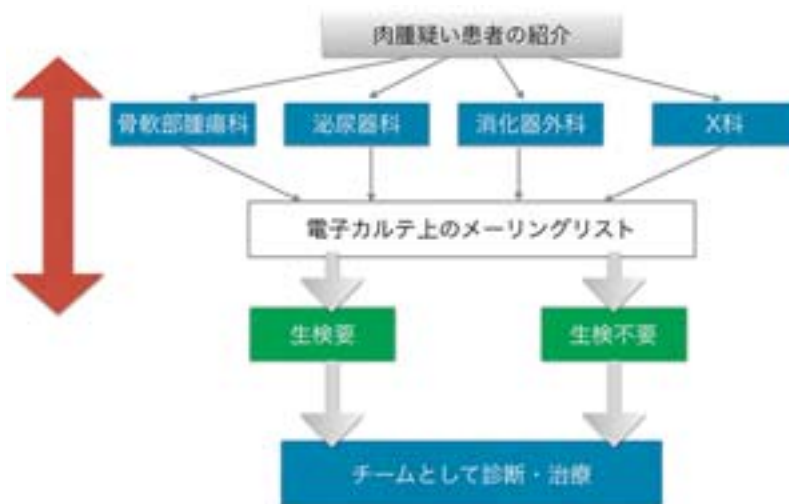 肉腫疑い患者の紹介
骨軟部腫瘍科
泌尿器科
消化器外科
X科
電子カルテ上のメーリングリスト
生検要
生検不要
チームとして診断・治療